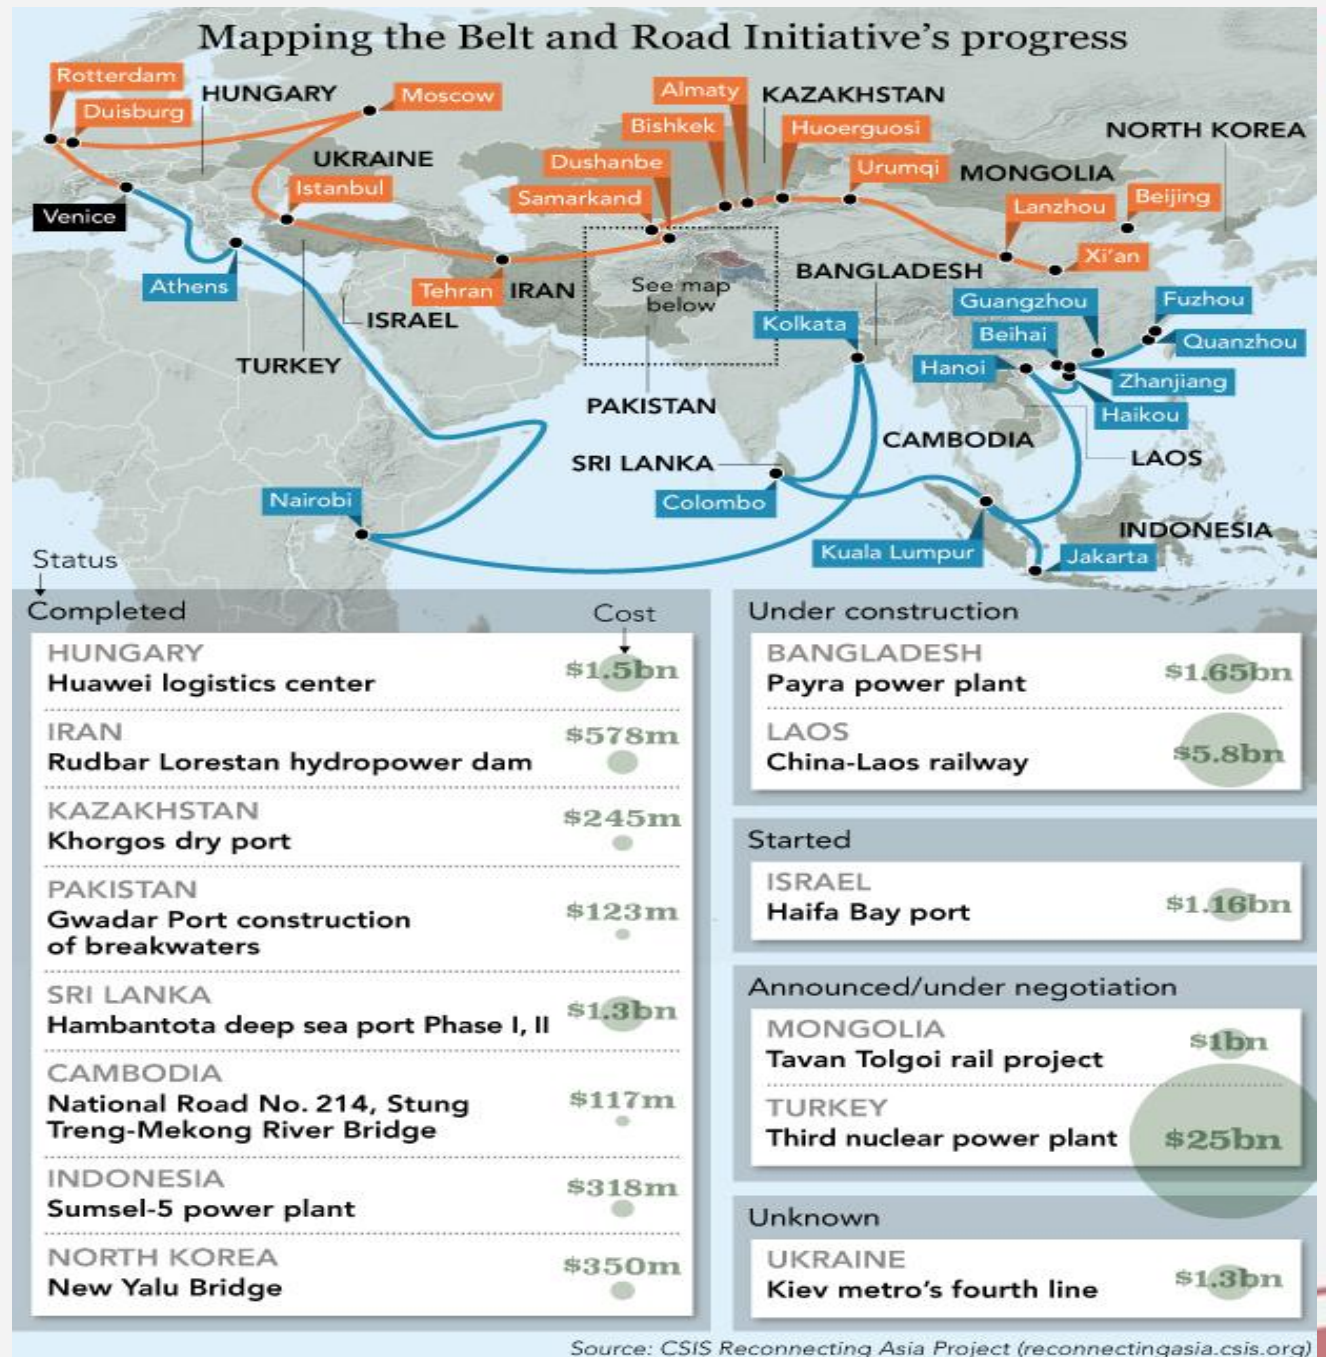 Mapping the Belt and Road Initiative's progress
Rotterdam
Duisburg
HUNGARY
Moscow
Almaty
KAZAKHSTAN
Bishkek
Huoerguosi
NORTH KOREA
UKRAINE
Dushanbe
Urumqi
MONGOLIA
Istanbul
Samarkand
Lanzhou
Beijing
Venice
Xi'an
Athens
Tehran
IRAN
See map
below
BANGLADESH
Guangzhou
Fuzhou
ISRAEL
Kolkata
Beihai
Quanzhou
TURKEY
Hanoi
Zhanjiang
PAKISTAN
Haikou
CAMBODIA
SRI LANKA
LAOS
Nairobi
Colombo
INDONESIA
Kuala Lumpur
Jakarta
Status
Completed
Cost
HUNGARY
Huawei logistics center
$1.5bn
IRAN
Rudbar Lorestan hydropower dam
$578m
KAZAKHSTAN
Khorgos dry port
$245m
PAKISTAN
Gwadar Port construction
of breakwaters
$123m
SRI LANKA
Hambantota deep sea port Phase I, II
$1.3bn
CAMBODIA
National Road No. 214, Stung
Treng-Mekong River Bridge
$117m
INDONESIA
Sumsel-5 power plant
$318m
NORTH KOREA
New Yalu Bridge
$350m
Under construction
BANGLADESH
Payra power plant
$1.65bn
LAOS
China-Laos railway
$5.8bn
Started
ISRAEL
Haifa Bay port
$1.16bn
Announced/under negotiation
MONGOLIA
Tavan Tolgoi rail project
$1bn
TURKEY
Third nuclear power plant
$25bn
Unknown
UKRAINE
Kiev metro's fourth line
$1.3bn
Source: CSIS Reconnecting Asia Project (reconnectingasia.csis.org)